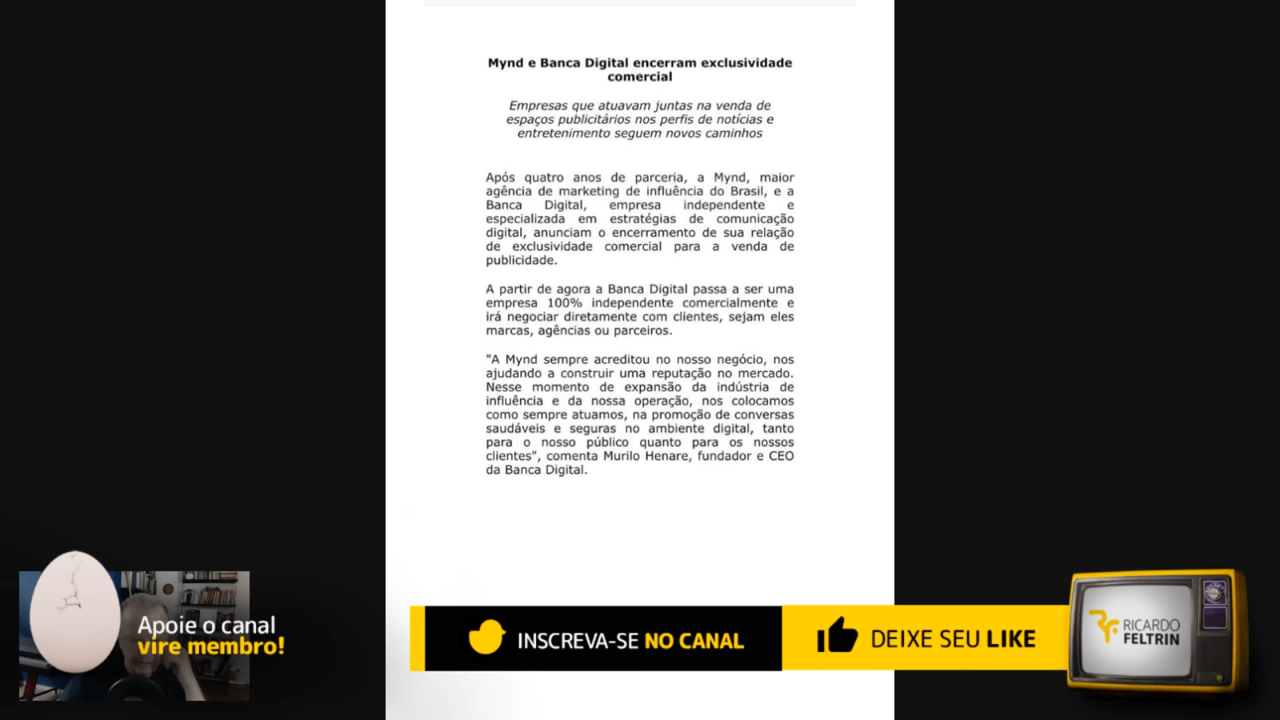 Mynd e Banca Digital encerram exclusividade
comercial
Empresas que atuavam juntas na venda de
espaços publicitários nos perfis de notícias e
entretenimento seguem novos caminhos
Após quatro anos de parceria, a Mynd, maior
agência de marketing de influência do Brasil, e a
Banca Digital, empresa independente e
especializada em estratégias de comunicação
digital, anunciam o encerramento de sua relação
de exclusividade comercial para a venda de
publicidade.
A partir de agora a Banca Digital passa a ser uma
empresa 100% independente comercialmente e
irá negociar diretamente com clientes, sejam eles
marcas, agências ou parceiros.
"A Mynd sempre acreditou no nosso negócio, nos
ajudando a construir uma reputação no mercado.
Nesse momento de expansão da indústria de
influência e da nossa operação, nos colocamos
como sempre atuamos, na promoção de conversas
saudáveis e seguras no ambiente digital, tanto
para o nosso público quanto para os nossos
clientes", comenta Murilo Henare, fundador e CEO
da Banca Digital.
Apoie o canal
vire membro!
INSCREVA-SE NO CANAL
DEIXE SEU LIKE
RICARDO
FELTRIN